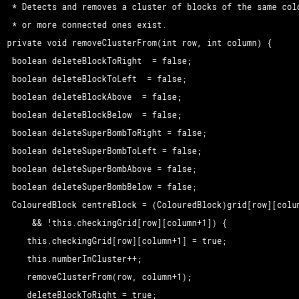 * Detects and removes a cluster of blocks of the same
* or more connected ones exist.
private void removeClusterFrom(int row, int column) {
boolean deleteBlockToRight = false;
boolean deleteBlockToLeft = false;
boolean deleteBlockAbove = false;
boolean deleteBlockBelow = false;
boolean deleteSuperBombToRight = false;
boolean deleteSuperBombToLeft = false;
boolean deleteSuperBombAbove = false;
boolean deleteSuperBombBelow = false;
ColouredBlock centreBlock = (ColouredBlock)grid[row][colum
&& !this.checkingGrid[row][column+1]) {
this.checkingGrid[row][column+1] = true;
this.numberInCluster++;
removeClusterFrom(row, column+1);
deleteBlockToRight = true;